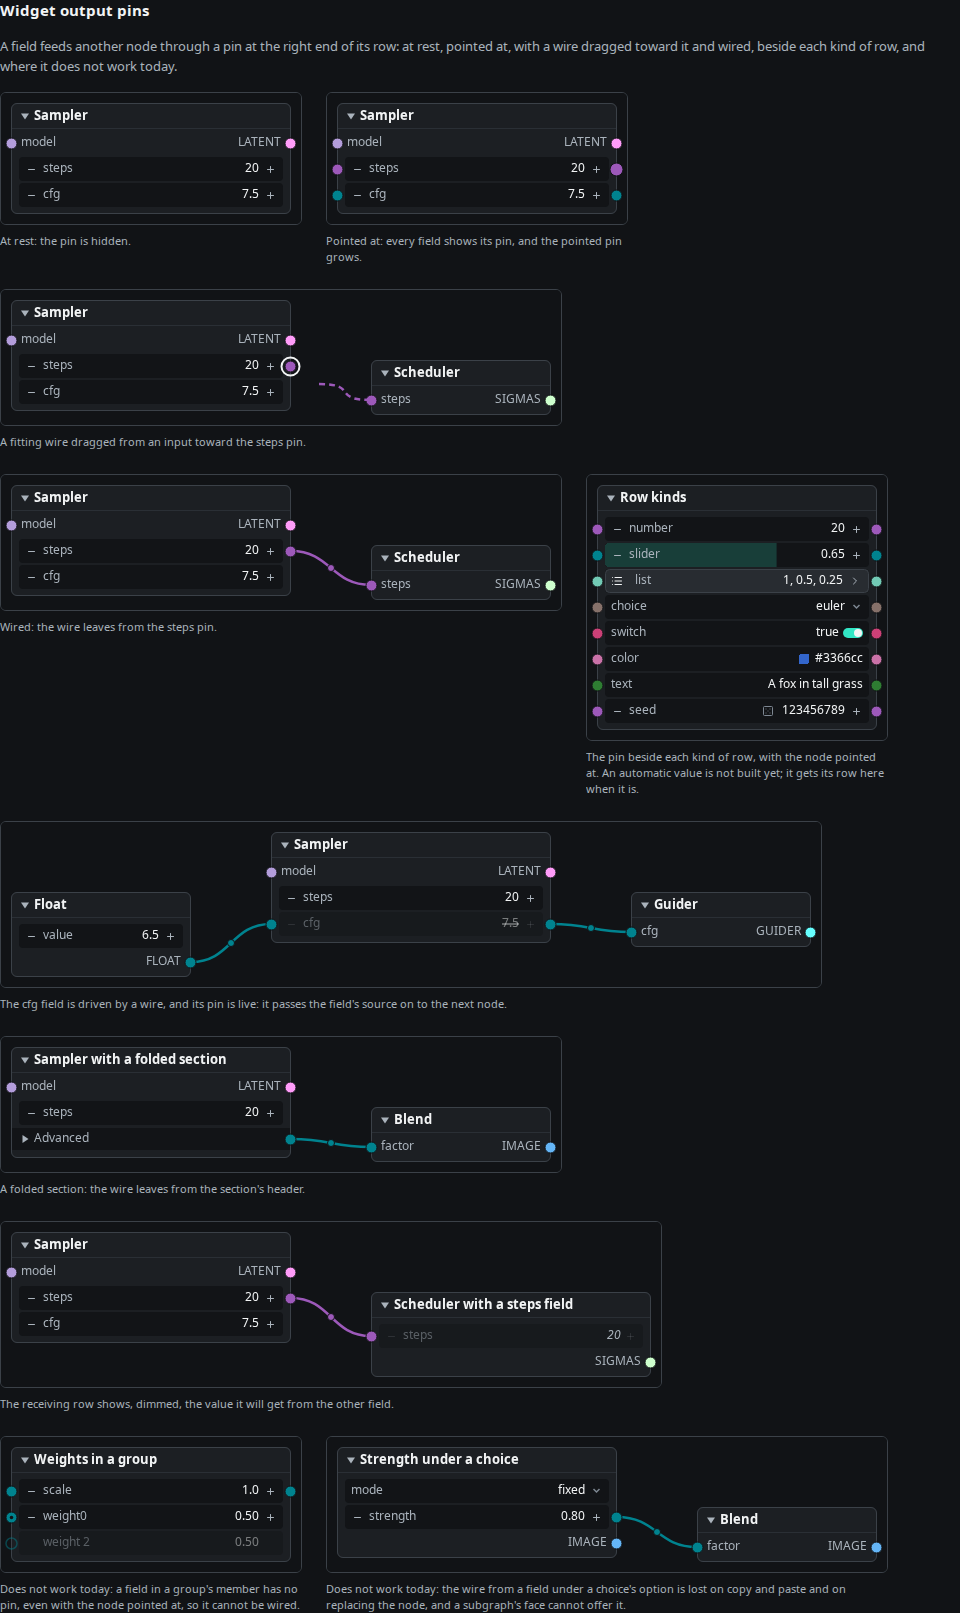 Widget output pins
A field feeds another node through a pin at the right end of its row: at rest, pointed at, with a wire dragged toward it and wired, beside each kind of row, and
where it does not work today.
Sampler
model LATENT
– steps 20 +
– cfg 7.5 +
At rest: the pin is hidden.
Sampler
model LATENT
– steps 20 +
– cfg 7.5 +
Pointed at: every field shows its pin, and the pointed pin
grows.
Sampler
model LATENT
– steps 20 +
– cfg 7.5 +
Scheduler
steps SIGMAS
A fitting wire dragged from an input toward the steps pin.
Sampler
model LATENT
– steps 20 +
– cfg 7.5 +
Scheduler
steps SIGMAS
Wired: the wire leaves from the steps pin.
Row kinds
– number 20 +
– slider 0.65 +
list 1, 0.5, 0.25
choice euler
switch true
color #3366cc
text A fox in tall grass
– seed 123456789 +
The pin beside each kind of row, with the node pointed
at. An automatic value is not built yet; it gets its row here
when it is.
Float
– value 6.5 +
FLOAT
Sampler
model LATENT
– steps 20 +
– cfg 7.5 +
Guider
cfg GUIDER
The cfg field is driven by a wire, and its pin is live: it passes the field's source on to the next node.
Sampler with a folded section
model LATENT
– steps 20 +
Advanced
Blend
factor IMAGE
A folded section: the wire leaves from the section's header.
Sampler
model LATENT
– steps 20 +
– cfg 7.5 +
Scheduler with a steps field
– steps 20 +
SIGMAS
The receiving row shows, dimmed, the value it will get from the other field.
Weights in a group
– scale 1.0 +
– weight0 0.50 +
weight 2 0.50
Does not work today: a field in a group's member has no
pin, even with the node pointed at, so it cannot be wired.
Strength under a choice
mode fixed
– strength 0.80 +
IMAGE
Blend
factor IMAGE
Does not work today: the wire from a field under a choice's option is lost on copy and paste and on
replacing the node, and a subgraph's face cannot offer it.